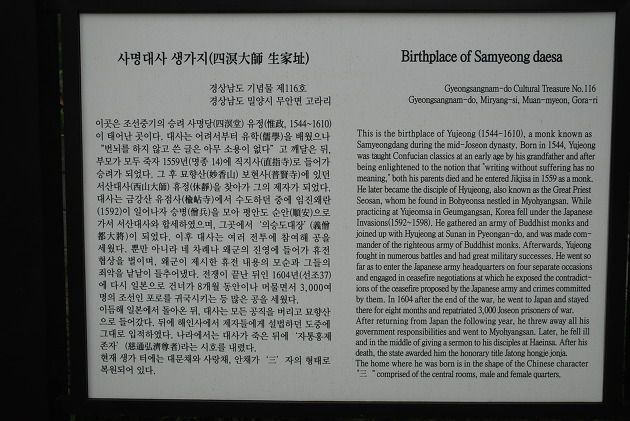 사명대사 생가지(四溟大師 生家址)
경상남도 기념물 제116호
경상남도 밀양시 무안면 고라리
이곳은 조선중기의 승려 사명당(四溟堂) 유정(惟政, 1544~1610)
이 태어난 곳이다. 대사는 어려서부터 유학(儒學)을 배웠으나
"번뇌를 하지 않고 쓴 글은 아무 소용이 없다" 고 깨달은 뒤,
부모가 모두 죽자 1559년(명종 14)에 직지사(直指寺)로 들어가
승려가 되었다. 그 후 묘향산(妙香山) 보현사(普賢寺)에 있던
서산대사(西山大師) 휴정(休靜)을 찾아가 그의 제자가 되었다.
대사는 금강산 유점사(楡岾寺)에서 수도하던 중에 임진왜란
(1592)이 일어나자 승병(僧兵)을 모아 평안도 순안(順安)으로
가서 서산대사와 합세하였으며, 그곳에서 '의승도대장' (義僧
都大將)이 되었다. 이후 대사는 여러 전투에 참여해 공을
세웠다. 뿐만 아니라 네 차례나 왜군의 진영에 들어가 휴전
협상을 벌이며, 왜군이 제시한 휴전 내용의 모순과 그들의
죄악을 낱낱이 들추어냈다. 전쟁이 끝난 뒤인 1604년(선조37)
에 다시 일본으로 건너가 8개월 동안이나 머물면서 3,000여
명의 조선인 포로를 귀국시키는 등 많은 공을 세웠다.
이듬해 일본에서 돌아온 뒤, 대사는 모든 공직을 버리고 묘향산
으로 들어갔다. 뒤에 해인사에서 제자들에게 설법하던 도중에
그대로 입적하였다. 나라에서는 대사가 죽은 뒤에 '자통홍제
존자' (慈通弘濟尊者)라는 시호를 내렸다.
현재 생가 터에는 대문채와 사랑채, 안채가 '三' 자의 형태로
복원되어 있다.
Birthplace of Samyeong daesa
Gyeongsangnam-do Cultural Treasure No.116
Gyeongsangnam-do, Miryang-si, Muan-myeon, Gora-ri
This is the birthplace of Yujeong (1544~1610), a monk known as
Samyeongdang during the mid-Joseon dynasty. Born in 1544, Yujeong
was taught Confucian classics at an early age by his grandfather and after
being enlightened to the notion that "writing without suffering has no
meaning," both his parents died and he entered Jikjisa in 1559 as a monk.
He later became the disciple of Hyujeong, also known as the Great Priest
Seosan, whom he found in Bohyeonsa nestled in Myohyangsan. While
practicing at Yujeomsa in Geumgangsan, Korea fell under the Japanese
Invasions(1592~1598). He gathered an army of Buddhist monks and
joined up with Hyujeong at Sunan in Pyeongan-do, and was made com-
mander of the righteous army of Buddhist monks. Afterwards, Yujeong
fought in numerous battles and had great military successes. He went so
far as to enter the Japanese army headquarters on four separate occasions
and engaged in ceasefire negotiations at which he exposed the contradict-
ions of the ceasefire proposed by the Japanese army and crimes committed
by them. In 1604 after the end of the war, he went to Japan and stayed
there for eight months and repatriated 3,000 Joseon prisoners of war.
After returning from Japan the following year, he threw away all his
government responsibilities and went to Myohyangsan. Later, he fell ill
and in the middle of giving a sermon to his disciples at Haeinsa. After his
death, the state awarded him the honorary title Jatong hongje jonja.
The home where he was born is in the shape of the Chinese character
"三" comprised of the central rooms, male and female quarters.